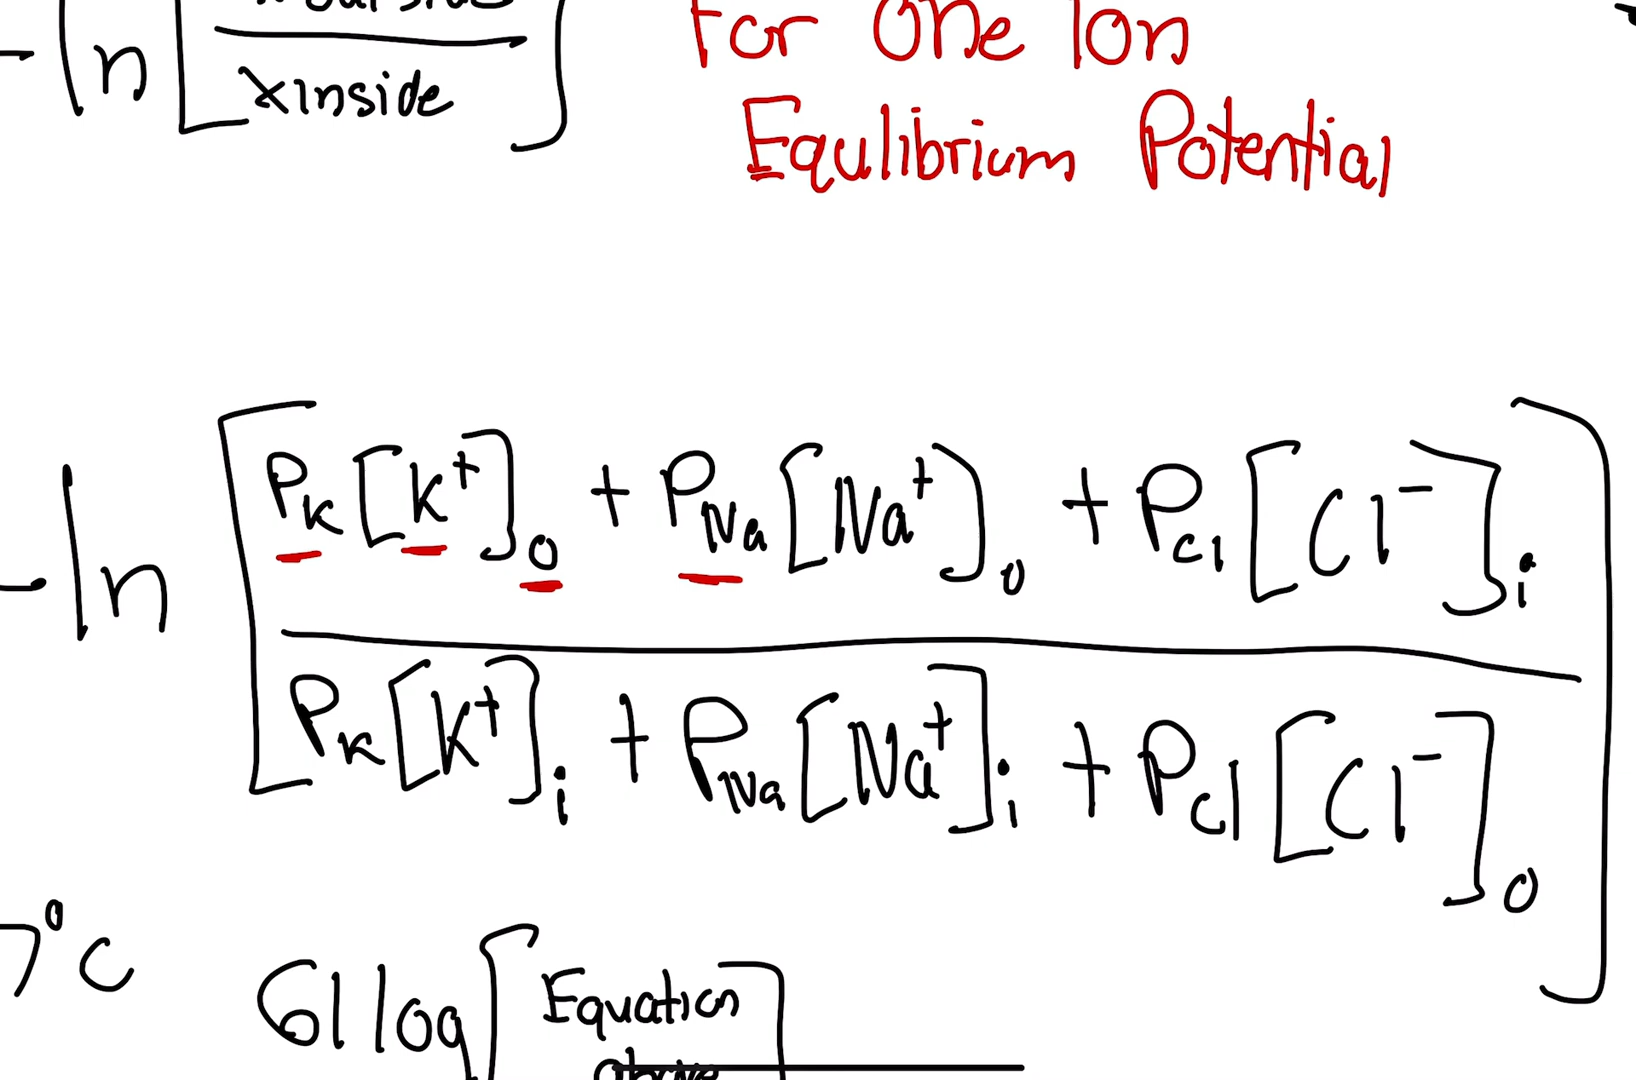 ln [
xinside ]
For One Ion
Equlibrium Potential
ln [ PK [K+]o + PNa [Na+]o + PCl [Cl-]i
PK [K+]i + PNa [Na+]i + PCl [Cl-]o ]
7°C 61 log [ Equation
above ]